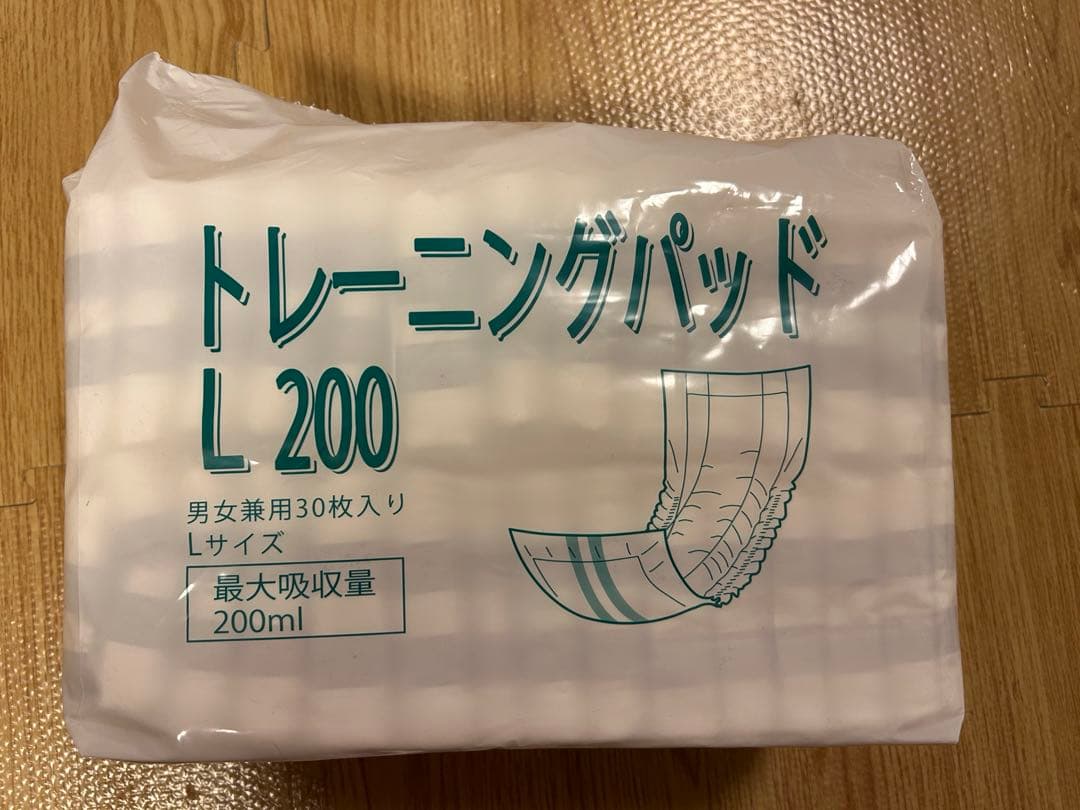 トレーニングパッド
L 200
男女兼用30枚入り
Lサイズ
最大吸収量
200ml